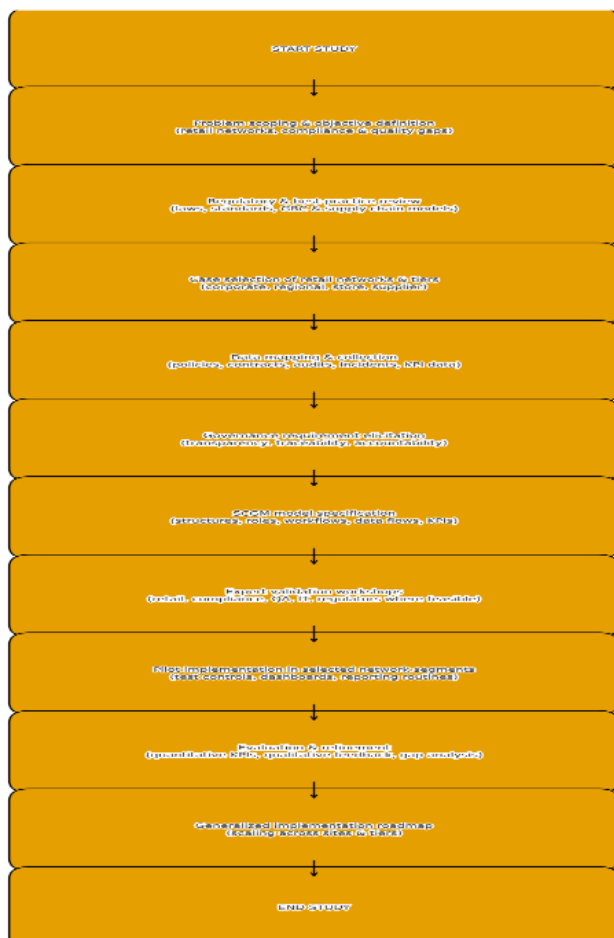 START STUDY
Problem scoping & objective definition
(retail networks, compliance & quality gaps)
Regulatory & best-practice review
(laws, standards, GRC & supply chain models)
Case selection of retail networks & tiers
(corporate, regional, store, supplier)
Data mapping & collection
(policies, contracts, audits, incidents, KPI data)
Governance requirement elicitation
(transparency, traceability, accountability)
model specification
(structures, roles, workflows, data flows, KPIs)
Expert validation workshops
(retail, compliance, QA, IT, regulators where feasible)
Pilot implementation in selected network segments
(test controls, dashboards, reporting routines)
Evaluation & refinement
(quantitative KPIs, qualitative feedback, gap analysis)
Generalized implementation roadmap
(scaling across sites & tiers)
END STUDY